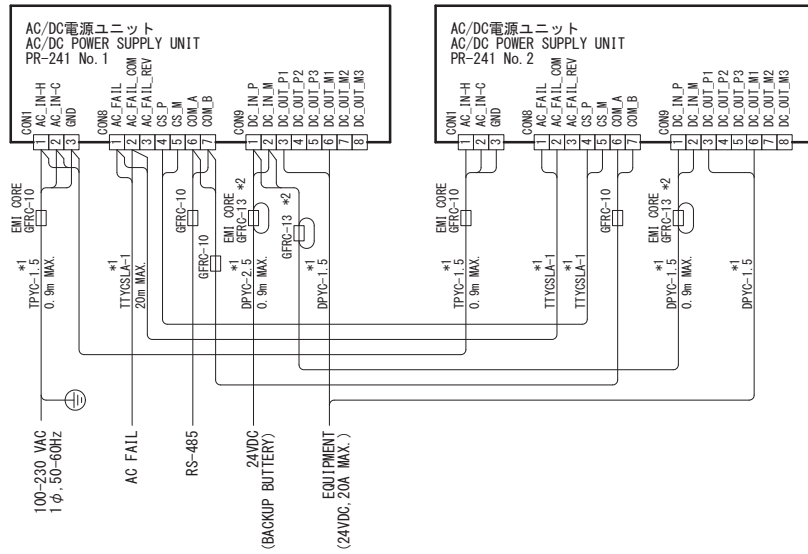 AC/DC電源ユニット
AC/DC POWER SUPPLY UNIT
PR-241 No.1
CON1
AC_IN-H
AC_IN-C
GND
1
2
3
CON8
AC_FAIL
AC_FAIL_COM
AC_FAIL_REV
CS_P
CS_M
COM_A
COM_B
1
2
3
4
5
6
7
CON9
DC_IN_P
DC_IN_M
DC_OUT_P1
DC_OUT_P2
DC_OUT_P3
DC_OUT_M1
DC_OUT_M2
DC_OUT_M3
1
2
3
4
5
6
7
8
AC/DC電源ユニット
AC/DC POWER SUPPLY UNIT
PR-241 No.2
CON1
AC_IN-H
AC_IN-C
GND
1
2
3
CON8
AC_FAIL
AC_FAIL_COM
AC_FAIL_REV
CS_P
CS_M
COM_A
COM_B
1
2
3
4
5
6
7
CON9
DC_IN_P
DC_IN_M
DC_OUT_P1
DC_OUT_P2
DC_OUT_P3
DC_OUT_M1
DC_OUT_M2
DC_OUT_M3
1
2
3
4
5
6
7
8
EMI CORE
GFRC-10
GFRC-10
GFRC-10
EMI CORE
GFRC-13 *2
GFRC-13 *2
EMI CORE
GFRC-10
GFRC-10
EMI CORE
GFRC-13 *2
*1
TPYC-1.5
0.9m MAX.
*1
TTYCSLA-1
20m MAX.
*1
DPYC-2.5
0.9m MAX.
*1
DPYC-1.5
*1
TPYC-1.5
0.9m MAX.
*1
TTYCSLA-1
*1
TTYCSLA-1
*1
DPYC-1.5
0.9m MAX.
*1
DPYC-1.5
100-230 VAC
1φ,50-60Hz
AC FAIL
RS-485
24VDC
(BACKUP BUTTERY)
EQUIPMENT
(24VDC,20A MAX.)